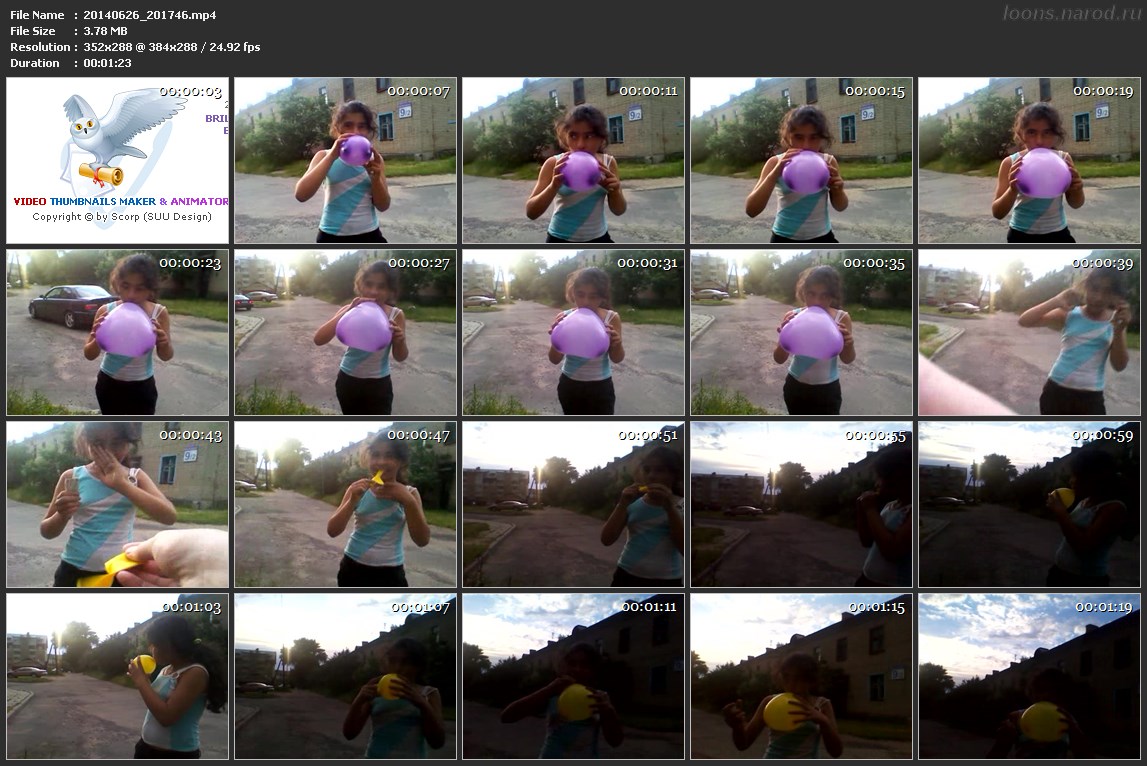 File Name : 20140626_201746.mp4
loons.narod.ru
File Size : 3.78 MB
Resolution : 352x288 @ 384x288 / 24.92 fps
Duration : 00:01:23
00:00:03
BRIL
VIDEO THUMBNAILS MAKER & ANIMATOR
Copyright © by Scorp (SUU Design)
00:00:07
00:00:11
00:00:15
00:00:19
00:00:23
00:00:27
00:00:31
00:00:35
00:00:39
00:00:43
00:00:47
00:00:51
00:00:55
00:00:59
00:01:03
00:01:07
00:01:11
00:01:15
00:01:19